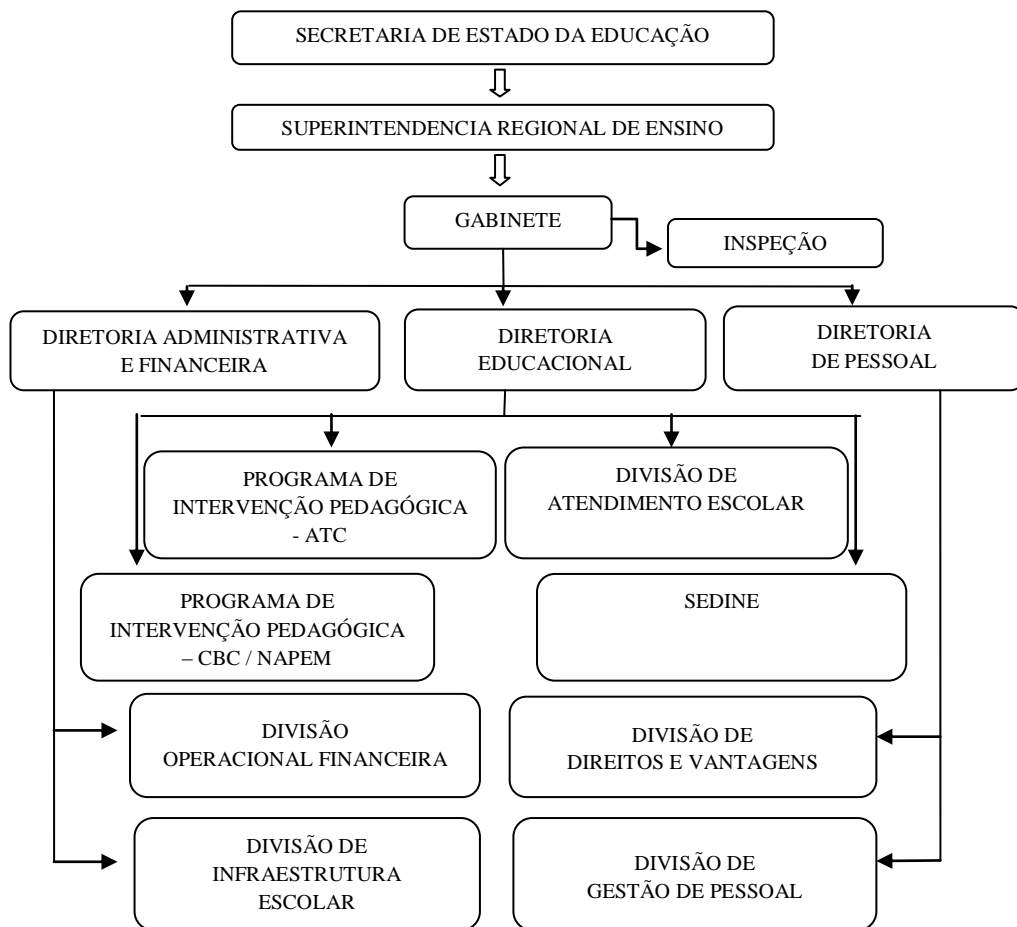 SECRETARIA DE ESTADO DA EDUCAÇÃO
SUPERINTENDENCIA REGIONAL DE ENSINO
GABINETE
INSPEÇÃO
DIRETORIA ADMINISTRATIVA
E FINANCEIRA
DIRETORIA
EDUCACIONAL
DIRETORIA
DE PESSOAL
PROGRAMA DE
INTERVENÇÃO PEDAGÓGICA
- ATC
DIVISÃO DE
ATENDIMENTO ESCOLAR
PROGRAMA DE
INTERVENÇÃO PEDAGÓGICA
– CBC / NAPEM
SEDINE
DIVISÃO
OPERACIONAL FINANCEIRA
DIVISÃO DE
DIREITOS E VANTAGENS
DIVISÃO DE
INFRAESTRUTURA
ESCOLAR
DIVISÃO DE
GESTÃO DE PESSOAL